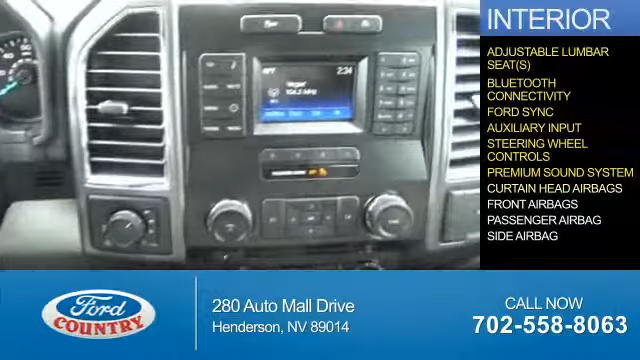 INTERIOR
ADJUSTABLE LUMBAR
SEAT(S)
BLUETOOTH
CONNECTIVITY
FORD SYNC
AUXILIARY INPUT
STEERING WHEEL
CONTROLS
PREMIUM SOUND SYSTEM
CURTAIN HEAD AIRBAGS
FRONT AIRBAGS
PASSENGER AIRBAG
SIDE AIRBAG
2:34
Ford
COUNTRY
280 Auto Mall Drive
Henderson, NV 89014
CALL NOW
702-558-8063